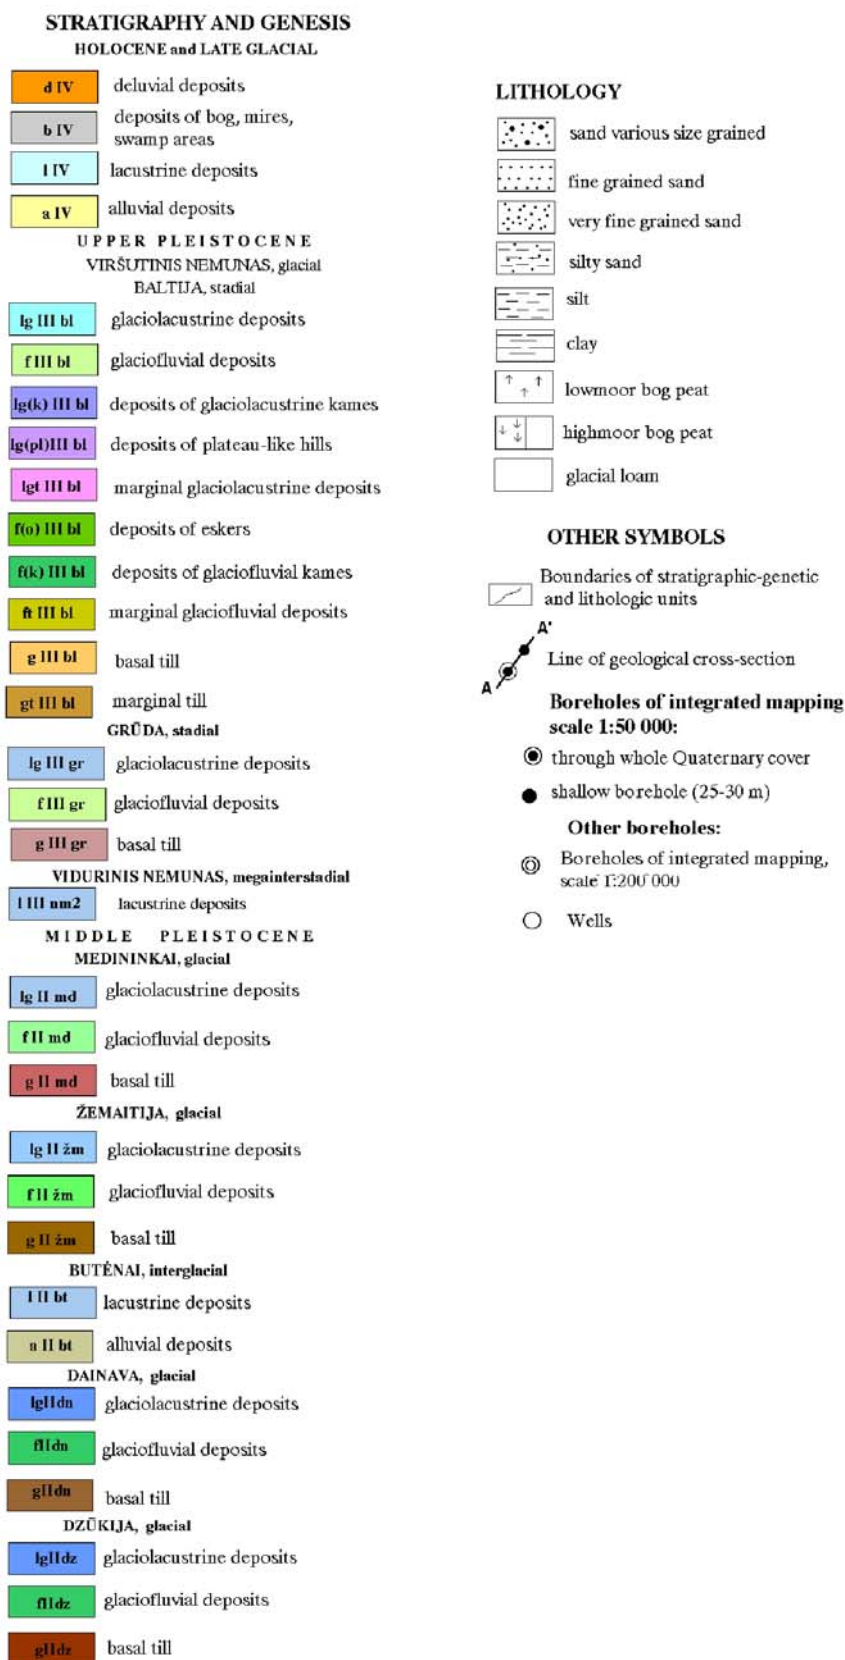 STRATIGRAPHY AND GENESIS
HOLOCENE and LATE GLACIAL
d IV deluvial deposits
b IV deposits of bog, mires,
swamp areas
l IV lacustrine deposits
a IV alluvial deposits
UPPER PLEISTOCENE
VIRŠUTINIS NEMUNAS, glacial
BALTIJA, stadial
lg III bl glaciolacustrine deposits
f III bl glaciofluvial deposits
lg(k) III bl deposits of glaciolacustrine kames
lg(pl)III bl deposits of plateau-like hills
lgt III bl marginal glaciolacustrine deposits
f(o) III bl deposits of eskers
f(k) III bl deposits of glaciofluvial kames
ft III bl marginal glaciofluvial deposits
g III bl basal till
gt III bl marginal till
GRŪDA, stadial
lg III gr glaciolacustrine deposits
f III gr glaciofluvial deposits
g III gr basal till
VIDURINIS NEMUNAS, megainterstadial
l III nm2 lacustrine deposits
MIDDLE PLEISTOCENE
MEDININKAI, glacial
lg II md glaciolacustrine deposits
f II md glaciofluvial deposits
g II md basal till
ŽEMAITIJA, glacial
lg II žm glaciolacustrine deposits
f II žm glaciofluvial deposits
g II žm basal till
BUTĖNAI, interglacial
l II bt lacustrine deposits
a II bt alluvial deposits
DAINAVA, glacial
lgIIdn glaciolacustrine deposits
fIIdn glaciofluvial deposits
gIIdn basal till
DZŪKIJA, glacial
lgIIdz glaciolacustrine deposits
fIIdz glaciofluvial deposits
gIIdz basal till
LITHOLOGY
sand various size grained
fine grained sand
very fine grained sand
silty sand
silt
clay
lowmoor bog peat
highmoor bog peat
glacial loam
OTHER SYMBOLS
Boundaries of stratigraphic-genetic
and lithologic units
A'
Line of geological cross-section
A
Boreholes of integrated mapping
scale 1:50 000:
through whole Quaternary cover
shallow borehole (25-30 m)
Other boreholes:
Boreholes of integrated mapping,
scale 1:200 000
Wells